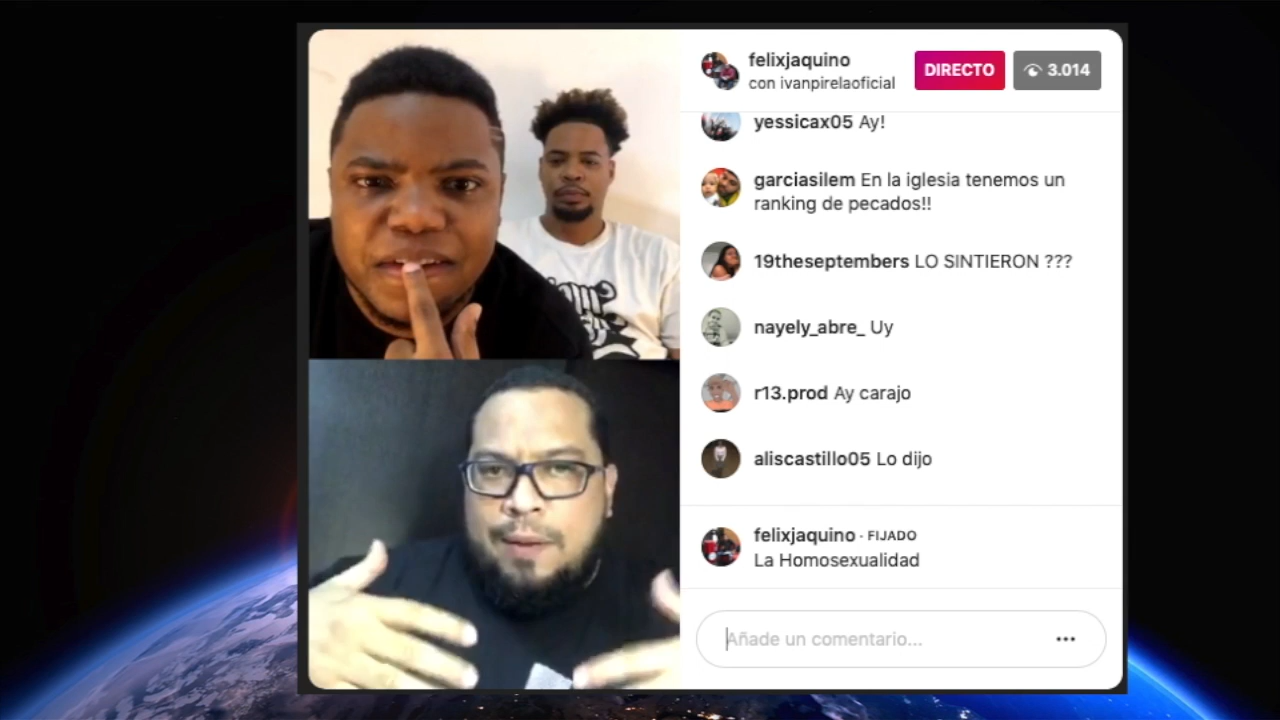 felixjaquino
con ivanpirelaoficial
DIRECTO
3.014
yessicax05 Ay!
garciasilem En la iglesia tenemos un
ranking de pecados!!
19theseptembers LO SINTIERON ???
nayely_abre_ Uy
r13.prod Ay carajo
aliscastillo05 Lo dijo
felixjaquino · FIJADO
La Homosexualidad
Añade un comentario...